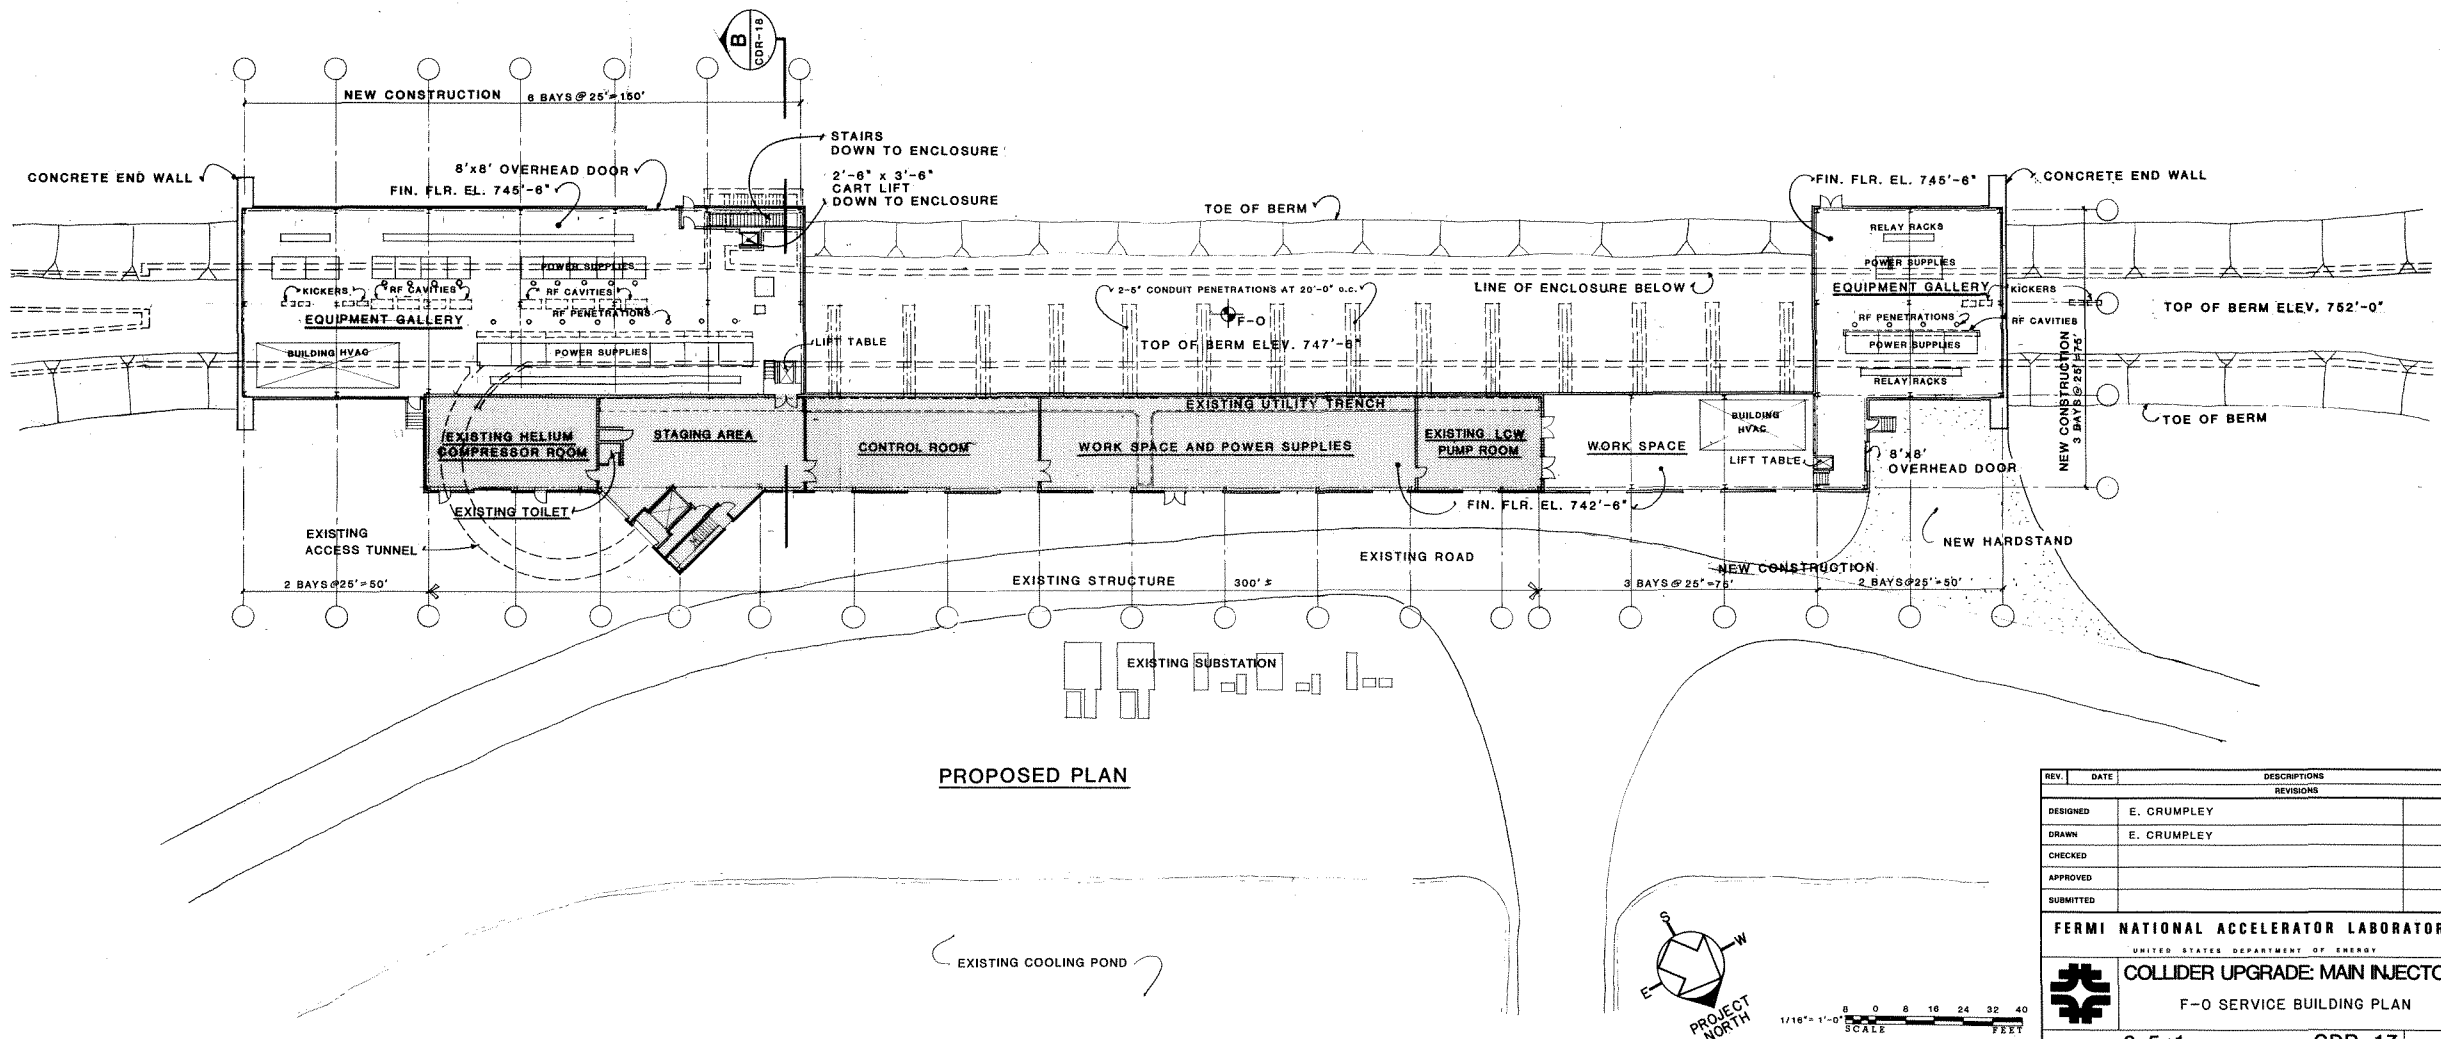 B
CDR-18
NEW CONSTRUCTION 6 BAYS @ 25'=150'
STAIRS
DOWN TO ENCLOSURE
8'x8' OVERHEAD DOOR
2'-6" x 3'-6"
CART LIFT
DOWN TO ENCLOSURE
CONCRETE END WALL
FIN. FLR. EL. 745'-6"
TOE OF BERM
FIN. FLR. EL. 745'-6"
CONCRETE END WALL
RELAY RACKS
POWER SUPPLIES
POWER SUPPLIES
KICKERS
RF CAVITIES
RF CAVITIES
2-5" CONDUIT PENETRATIONS AT 20'-0" o.c.
LINE OF ENCLOSURE BELOW
EQUIPMENT GALLERY
KICKERS
TOP OF BERM ELEV. 752'-0"
EQUIPMENT GALLERY
RF PENETRATIONS
F-O
RF PENETRATIONS
RF CAVITIES
BUILDING HVAC
POWER SUPPLIES
LIFT TABLE
TOP OF BERM ELEV. 747'-6"
POWER SUPPLIES
RELAY RACKS
NEW CONSTRUCTION
3 BAYS @ 25'=75'
EXISTING UTILITY TRENCH
TOE OF BERM
EXISTING HELIUM
COMPRESSOR ROOM
STAGING AREA
CONTROL ROOM
WORK SPACE AND POWER SUPPLIES
EXISTING LCW
PUMP ROOM
WORK SPACE
BUILDING
HVAC
LIFT TABLE
8'x8'
OVERHEAD DOOR
EXISTING TOILET
FIN. FLR. EL. 742'-6"
EXISTING
ACCESS TUNNEL
EXISTING ROAD
NEW HARDSTAND
2 BAYS @ 25'=50'
EXISTING STRUCTURE 300' ±
NEW CONSTRUCTION
3 BAYS @ 25'=75'
2 BAYS @ 25'=50'
EXISTING SUBSTATION
PROPOSED PLAN
EXISTING COOLING POND
S
W
E
PROJECT
NORTH
1/16"= 1'-0"
8 0 8 16 24 32 40
SCALE FEET
REV. DATE DESCRIPTIONS
REVISIONS
DESIGNED E. CRUMPLEY
DRAWN E. CRUMPLEY
CHECKED
APPROVED
SUBMITTED
FERMI NATIONAL ACCELERATOR LABORATOR
UNITED STATES DEPARTMENT OF ENERGY
COLLIDER UPGRADE: MAIN INJECTO
F-O SERVICE BUILDING PLAN
CDR-17